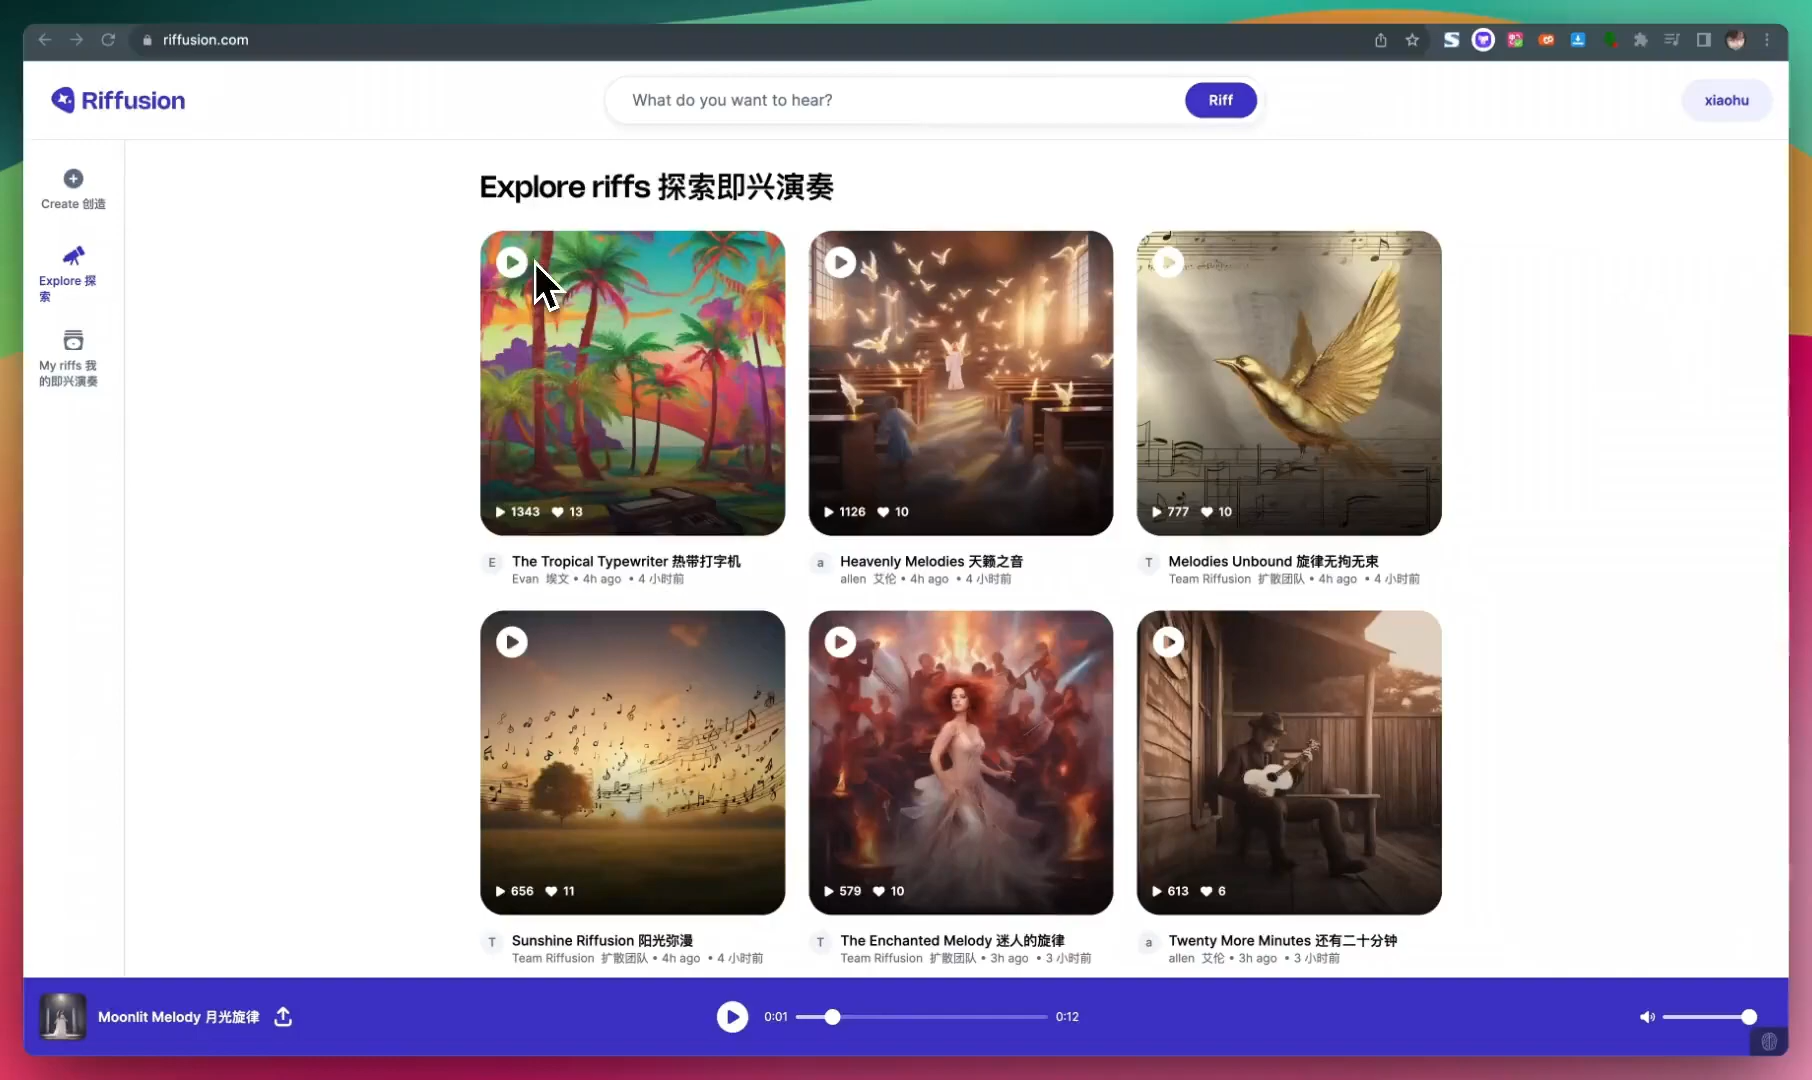 riffusion.com
Riffusion
What do you want to hear?
Riff
xiaohu
Create 创造
Explore 探
索
My riffs 我
的即兴演奏
Explore riffs 探索即兴演奏
1343 13
1126 10
777 10
E The Tropical Typewriter 热带打字机
Evan 埃文 • 4h ago • 4 小时前
a Heavenly Melodies 天籁之音
allen 艾伦 • 4h ago • 4 小时前
T Melodies Unbound 旋律无拘无束
Team Riffusion 扩散团队 • 4h ago • 4 小时前
656 11
579 10
613 6
T Sunshine Riffusion 阳光弥漫
Team Riffusion 扩散团队 • 4h ago • 4 小时前
T The Enchanted Melody 迷人的旋律
Team Riffusion 扩散团队 • 3h ago • 3 小时前
a Twenty More Minutes 还有二十分钟
allen 艾伦 • 3h ago • 3 小时前
Moonlit Melody 月光旋律
0:01 0:12